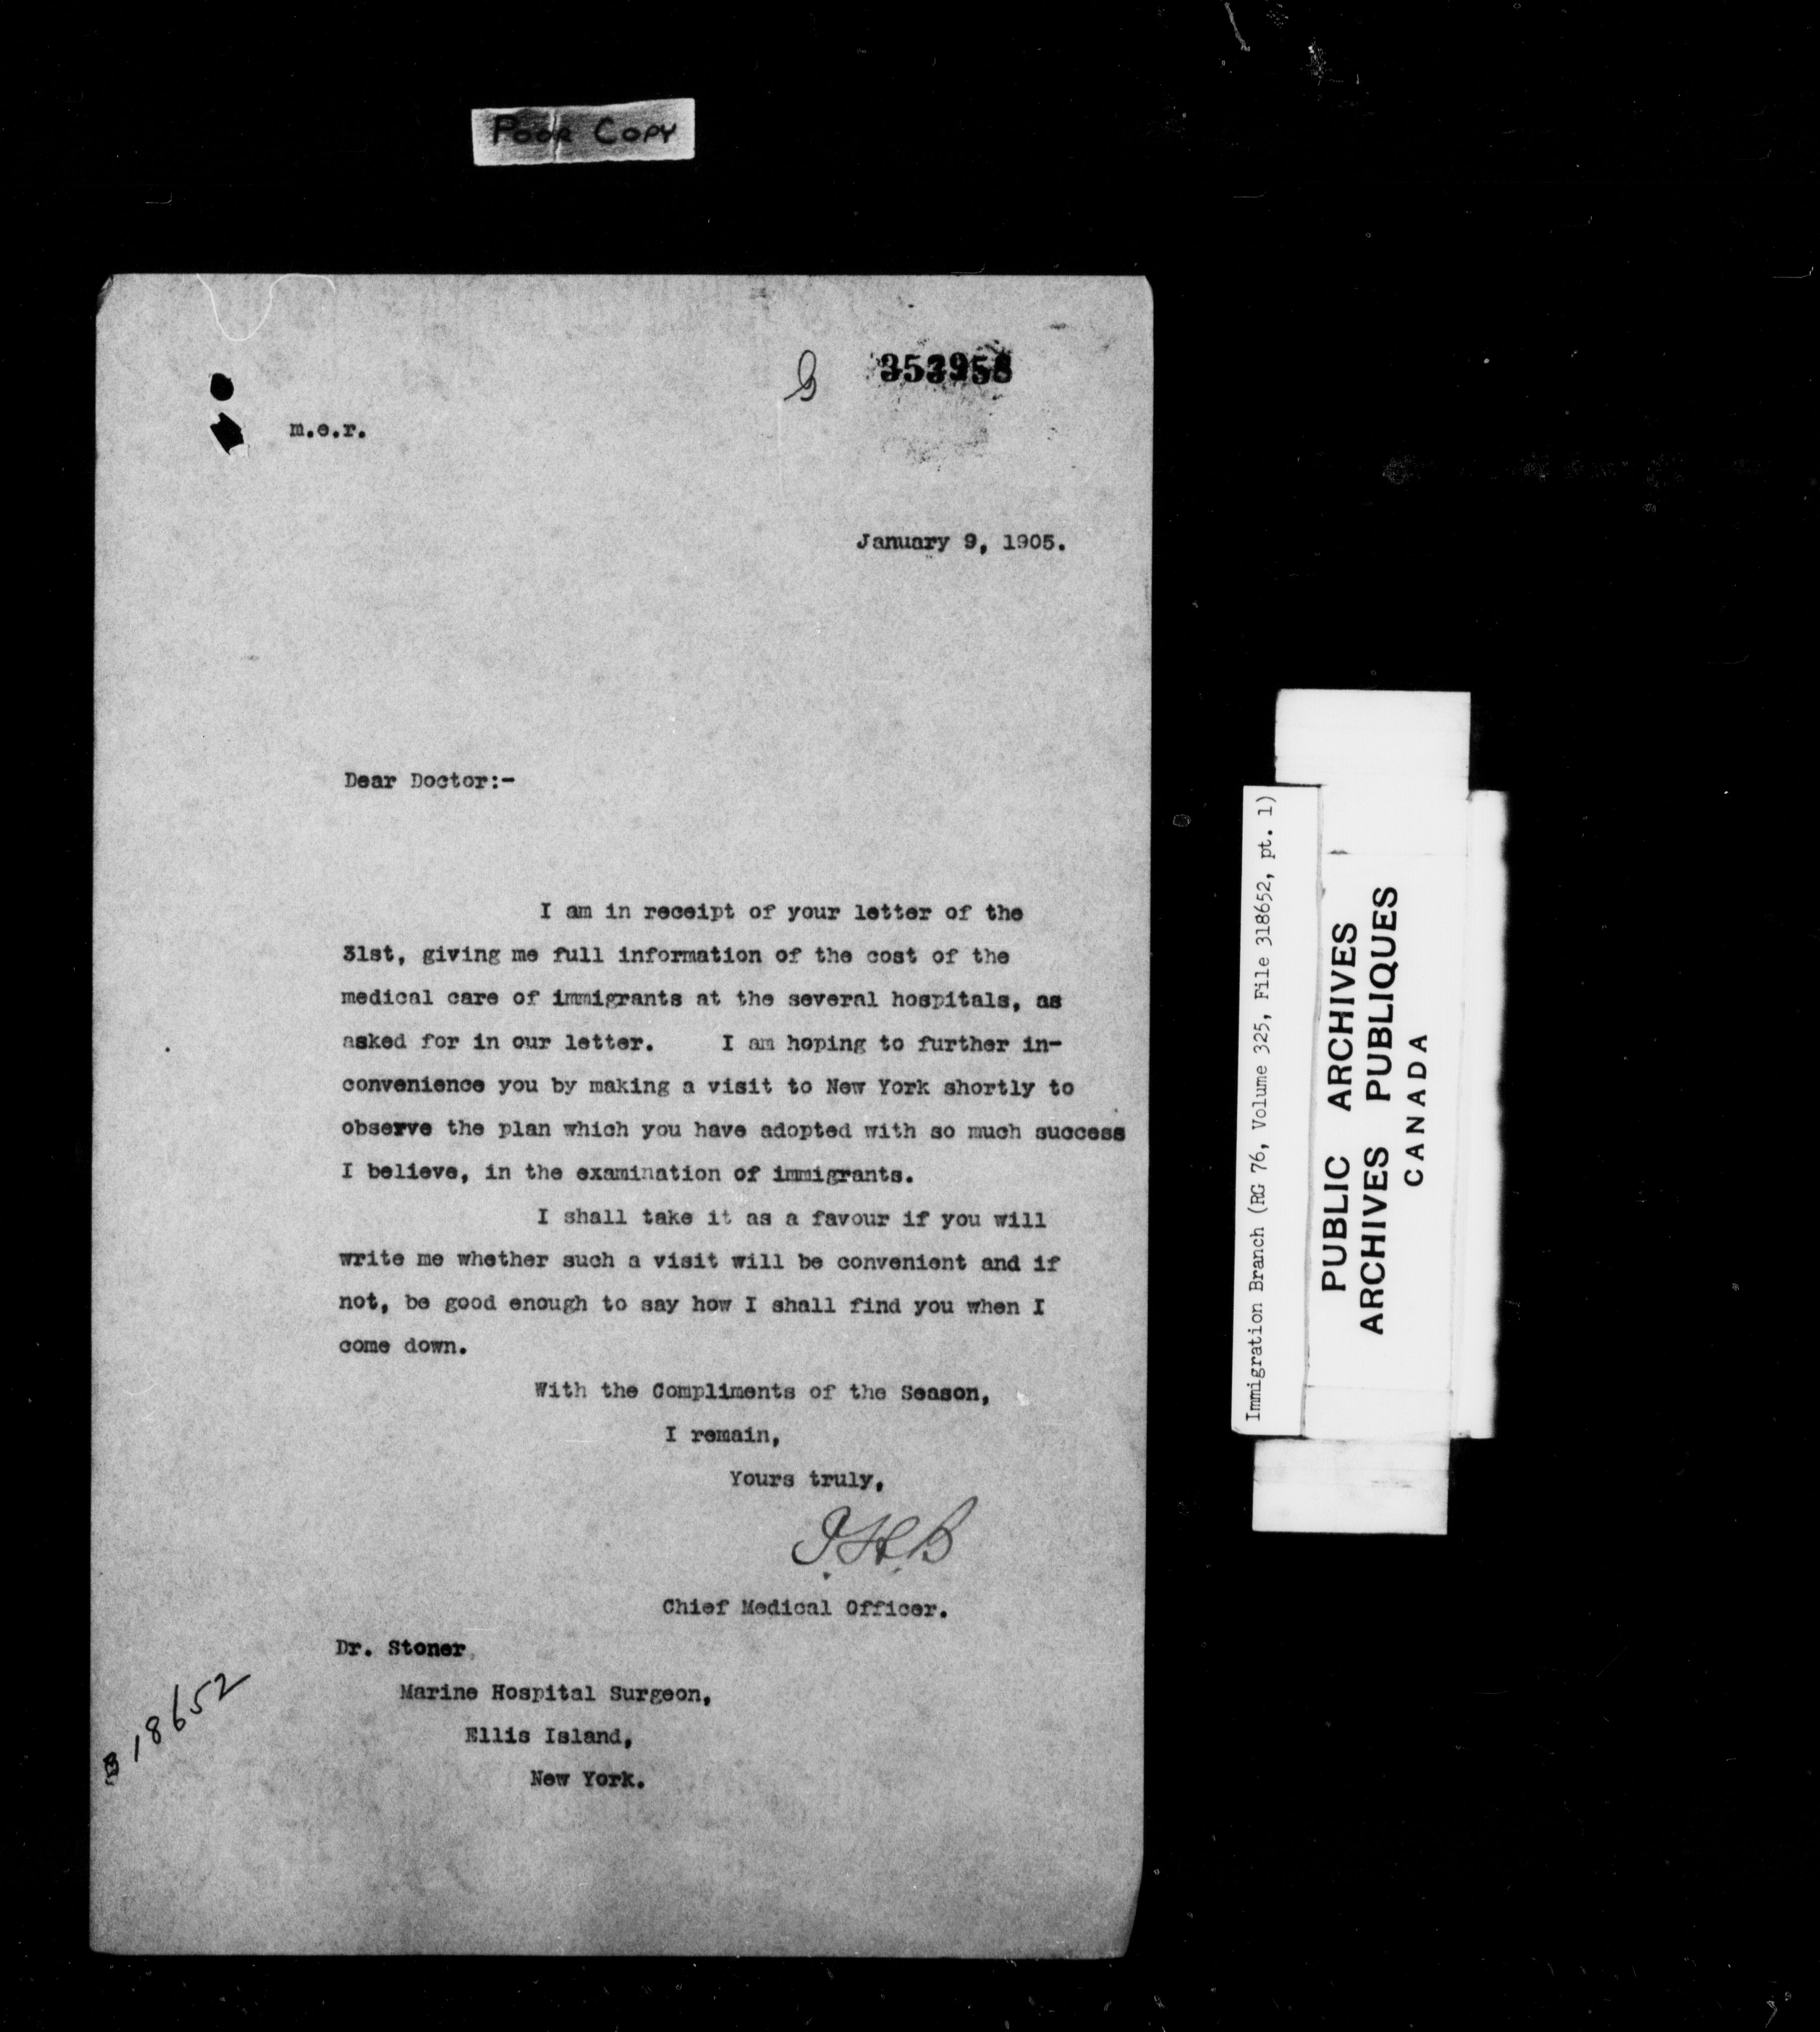 POOR COPY
353958
m.e.r.
January 9, 1905.
Dear Doctor:-
I am in receipt of your letter of the
31st, giving me full information of the cost of the
medical care of immigrants at the several hospitals, as
asked for in our letter. I am hoping to further in-
convenience you by making a visit to New York shortly to
observe the plan which you have adopted with so much success
I believe, in the examination of immigrants.
I shall take it as a favour if you will
write me whether such a visit will be convenient and if
not, be good enough to say how I shall find you when I
come down.
With the Compliments of the Season,
I remain,
Yours truly,
Chief Medical Officer.
Dr. Stoner,
Marine Hospital Surgeon,
Ellis Island,
New York.
318652
Immigration Branch (RG 76, Volume 325, File 318652, pt. 1)
PUBLIC ARCHIVES
ARCHIVES PUBLIQUES
CANADA